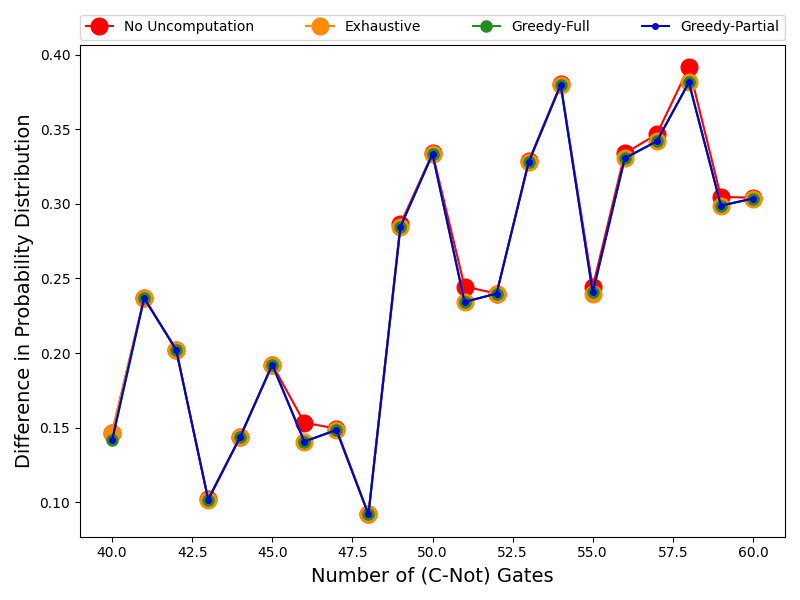 No Uncomputation Exhaustive Greedy-Full Greedy-Partial
0.40
0.35
0.30
0.25
0.20
0.15
0.10
Difference in Probability Distribution
40.0 42.5 45.0 47.5 50.0 52.5 55.0 57.5 60.0
Number of (C-Not) Gates